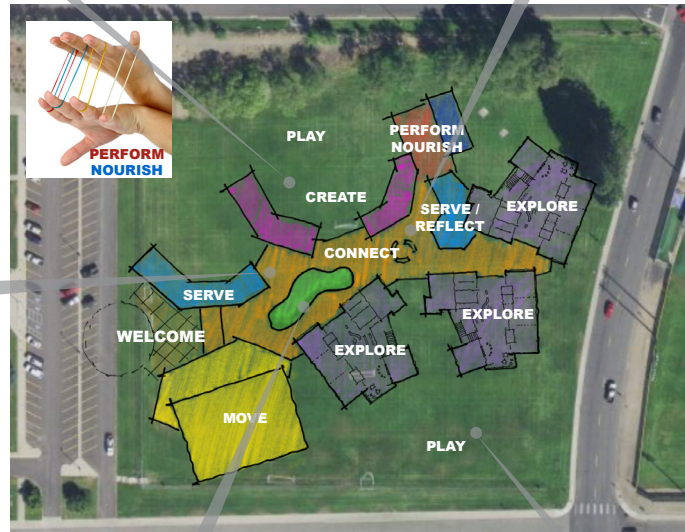 PERFORM
NOURISH
PLAY
PERFORM
NOURISH
CREATE
SERVE /
REFLECT
EXPLORE
CONNECT
SERVE
WELCOME
EXPLORE
EXPLORE
MOVE
PLAY